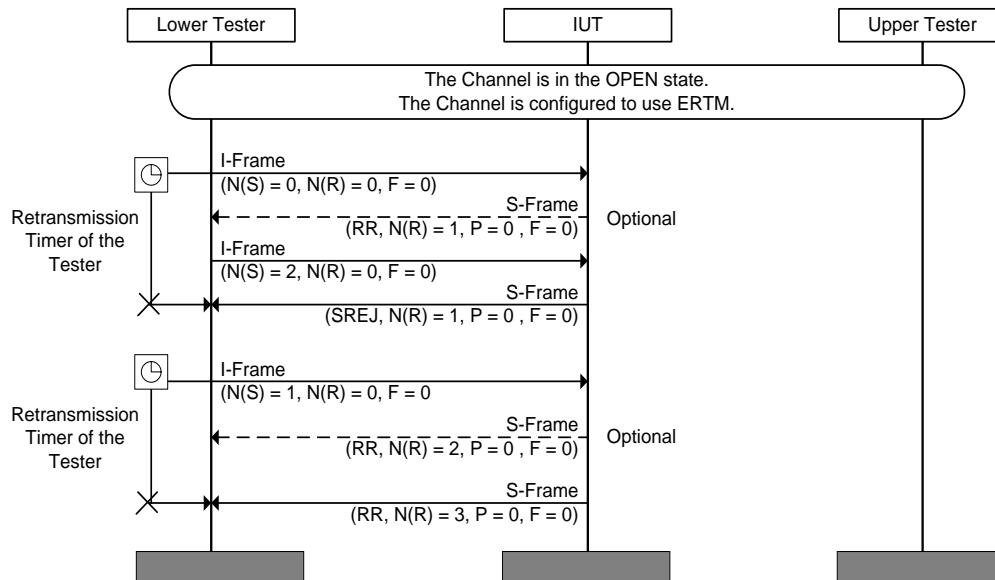 Lower Tester
IUT
Upper Tester
The Channel is in the OPEN state.
The Channel is configured to use ERTM.
I-Frame
(N(S) = 0, N(R) = 0, F = 0)
S-Frame
(RR, N(R) = 1, P = 0 , F = 0)
Optional
Retransmission
Timer of the
Tester
I-Frame
(N(S) = 2, N(R) = 0, F = 0)
S-Frame
(SREJ, N(R) = 1, P = 0 , F = 0)
I-Frame
(N(S) = 1, N(R) = 0, F = 0
Retransmission
Timer of the
Tester
S-Frame
(RR, N(R) = 2, P = 0 , F = 0)
Optional
S-Frame
(RR, N(R) = 3, P = 0, F = 0)